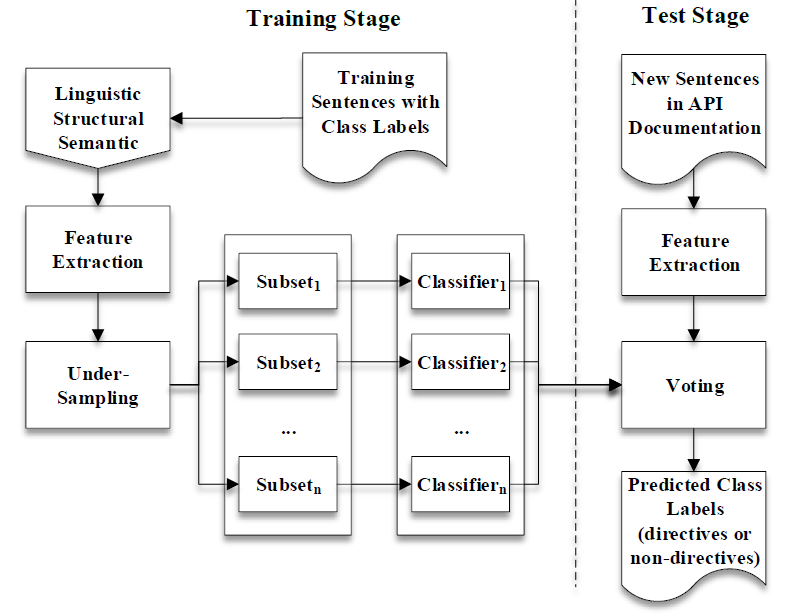 Training Stage
Test Stage
Linguistic
Structural
Semantic
Training
Sentences with
Class Labels
New Sentences
in API
Documentation
Feature
Extraction
Feature
Extraction
Subset1
Classifier1
Under-
Sampling
Subset2
Classifier2
Voting
...
...
Subsetn
Classifiern
Predicted Class
Labels
(directives or
non-directives)